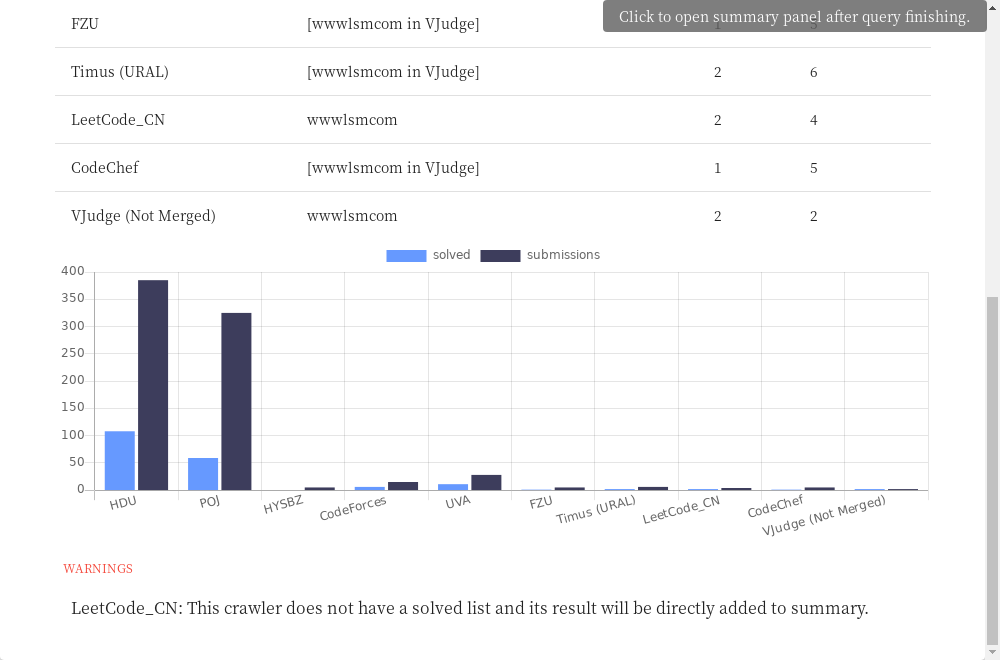 Click to open summary panel after query finishing.
FZU [wwwlsmcom in VJudge] 1 5
Timus (URAL) [wwwlsmcom in VJudge] 2 6
LeetCode_CN wwwlsmcom 2 4
CodeChef [wwwlsmcom in VJudge] 1 5
VJudge (Not Merged) wwwlsmcom 2 2
solved submissions
400
350
300
250
200
150
100
50
0
HDU POJ HYSBZ CodeForces UVA FZU Timus (URAL) LeetCode_CN CodeChef VJudge (Not Merged)
WARNINGS
LeetCode_CN: This crawler does not have a solved list and its result will be directly added to summary.